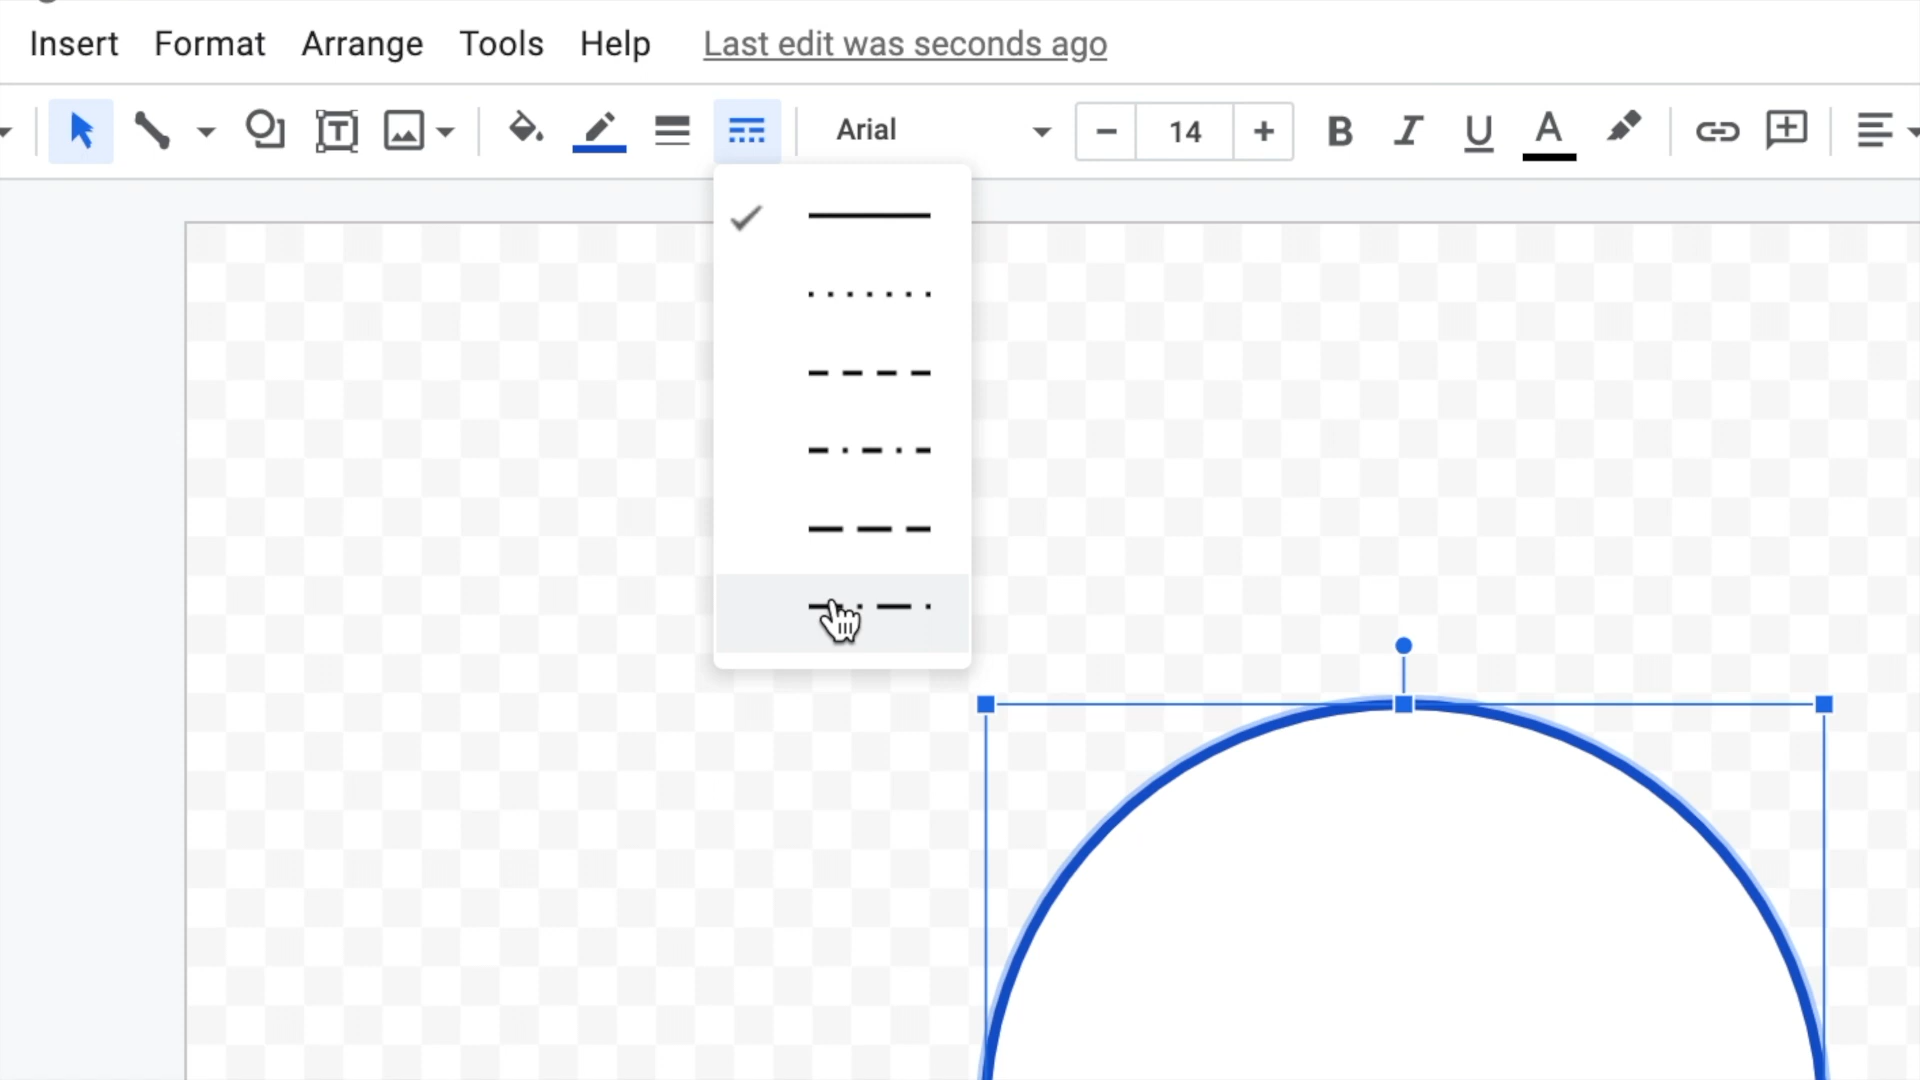 Insert Format Arrange Tools Help Last edit was seconds ago
Arial 14 B I U A